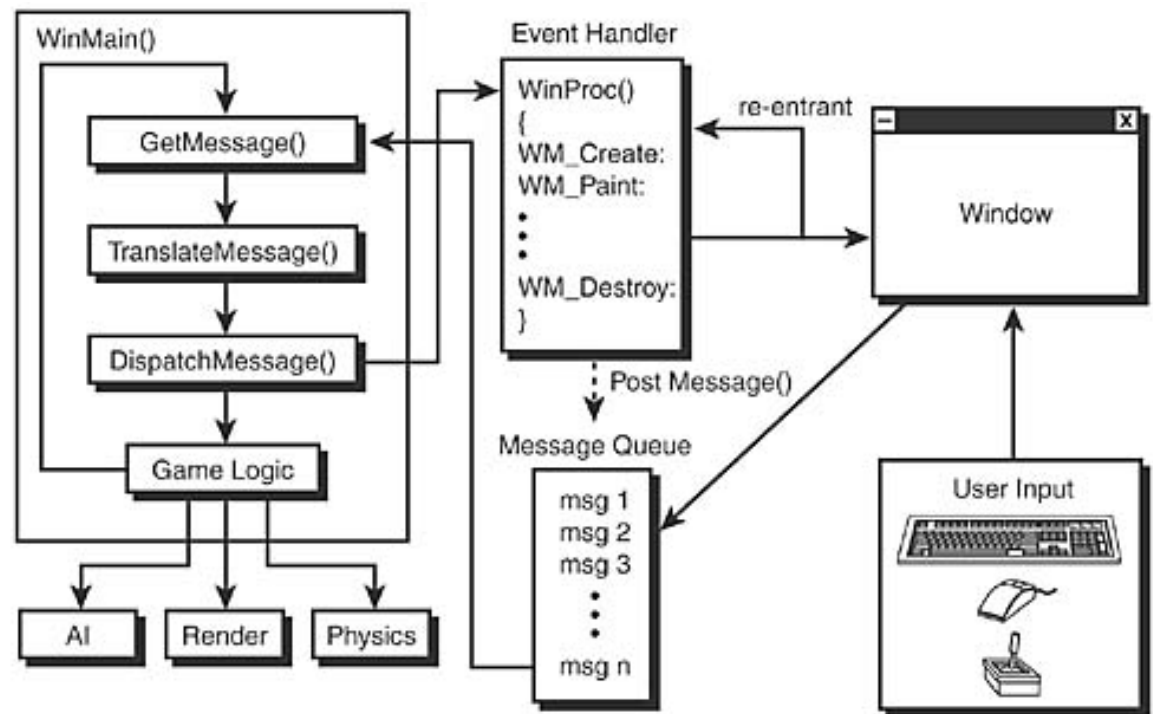 WinMain()
GetMessage()
TranslateMessage()
DispatchMessage()
Game Logic
AI
Render
Physics
Event Handler
WinProc()
{
WM_Create:
WM_Paint:
•
•
•
WM_Destroy:
}
re-entrant
Post Message()
Message Queue
msg 1
msg 2
msg 3
•
•
•
msg n
X
Window
User Input